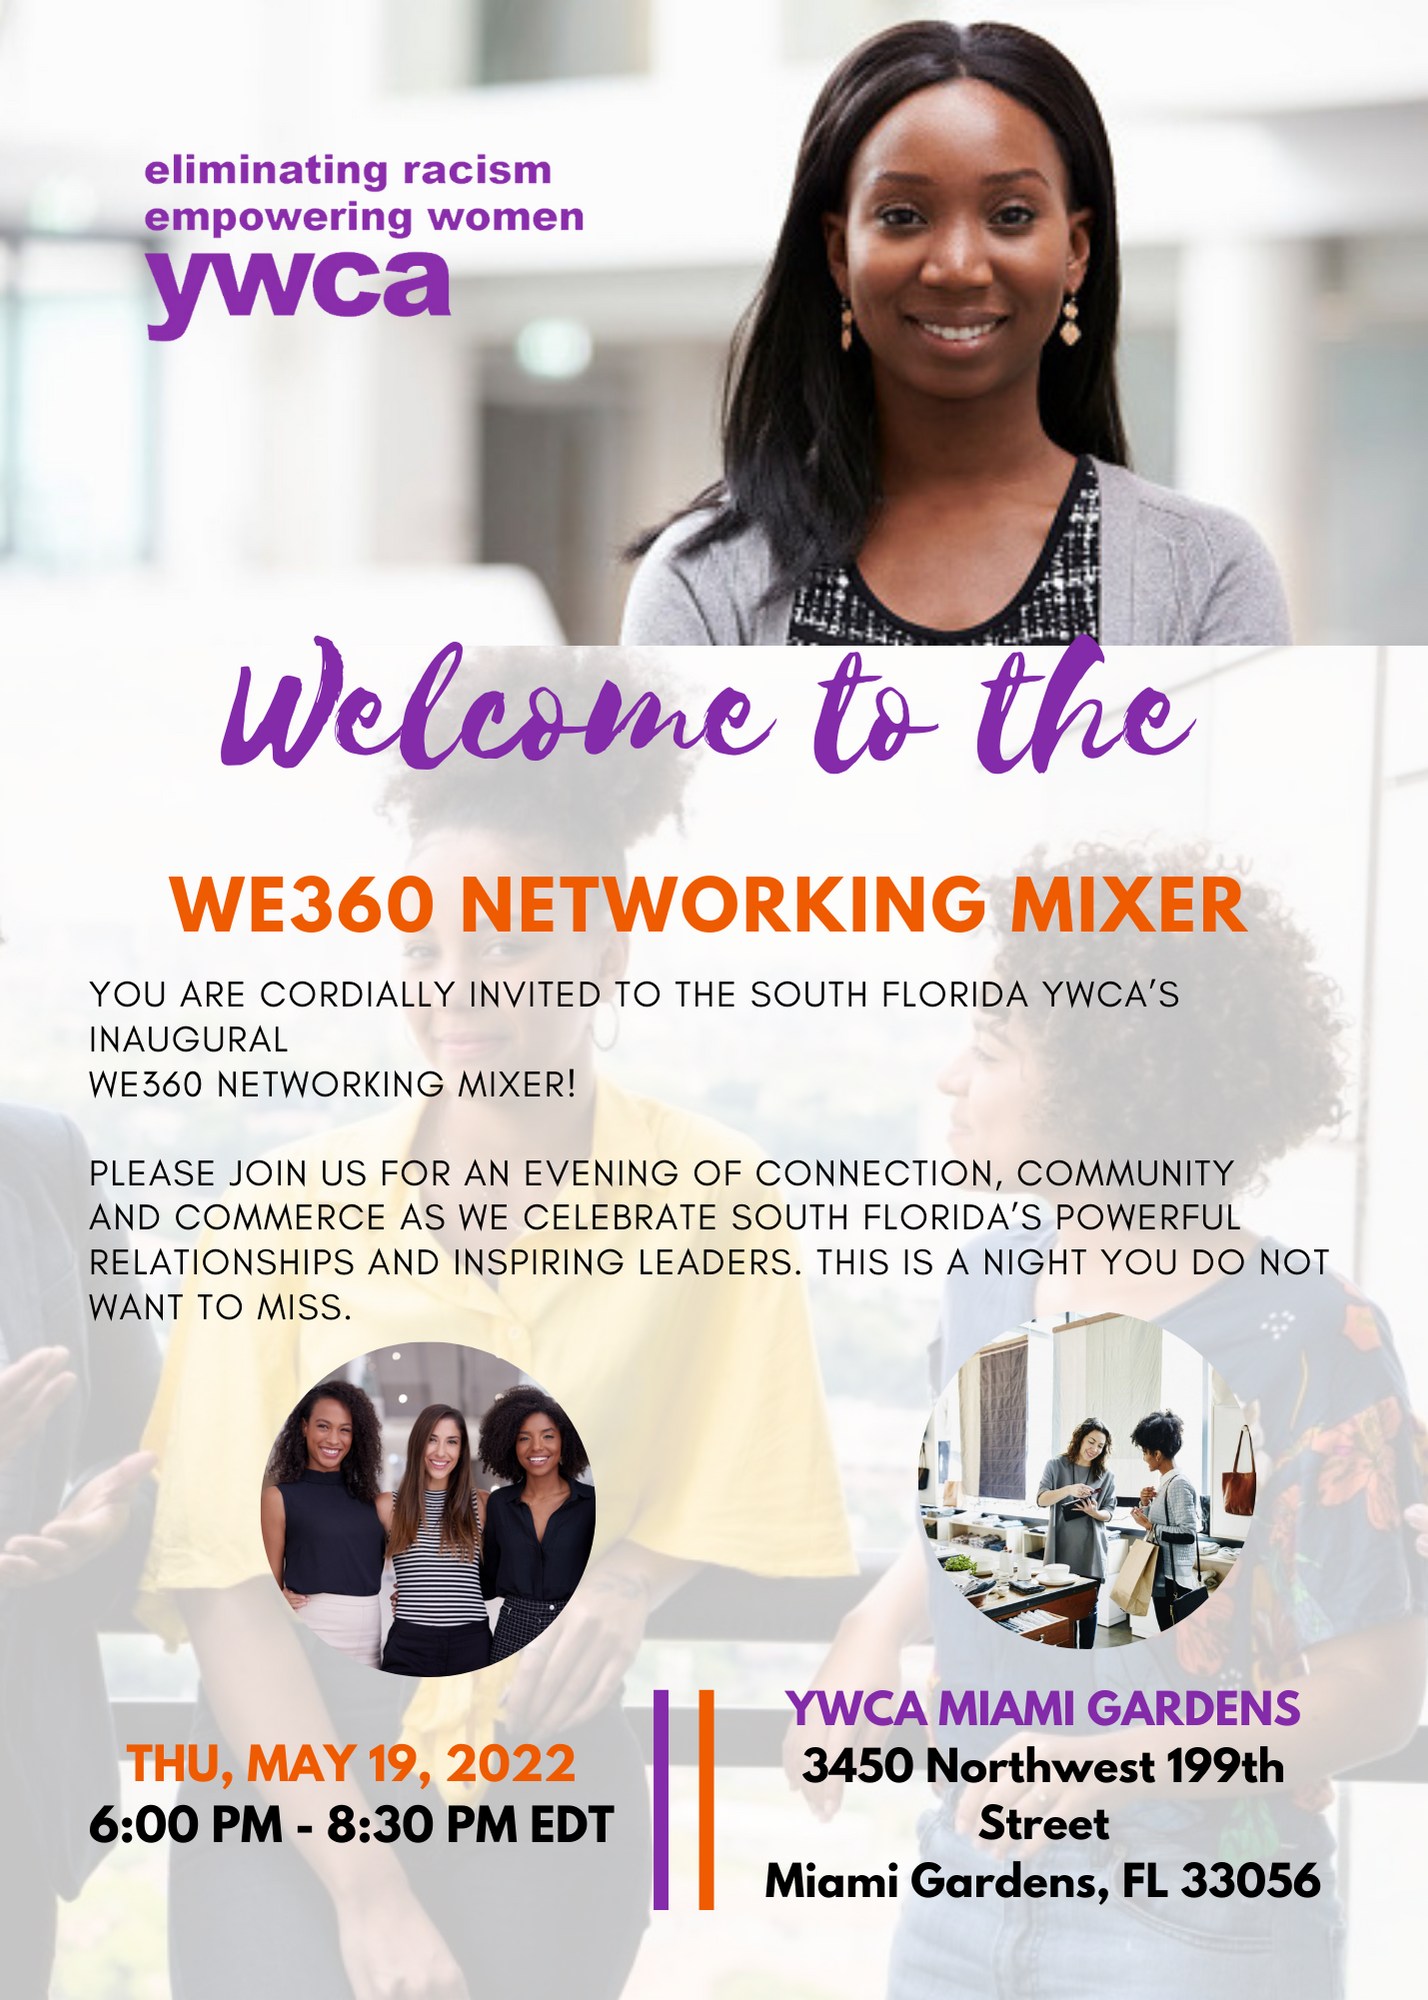 eliminating racism
empowering women
ywca
Welcome to the
WE360 NETWORKING MIXER
YOU ARE CORDIALLY INVITED TO THE SOUTH FLORIDA YWCA'S
INAUGURAL
WE360 NETWORKING MIXER!
PLEASE JOIN US FOR AN EVENING OF CONNECTION, COMMUNITY
AND COMMERCE AS WE CELEBRATE SOUTH FLORIDA'S POWERFUL
RELATIONSHIPS AND INSPIRING LEADERS. THIS IS A NIGHT YOU DO NOT
WANT TO MISS.
THU, MAY 19, 2022
6:00 PM - 8:30 PM EDT
YWCA MIAMI GARDENS
3450 Northwest 199th
Street
Miami Gardens, FL 33056